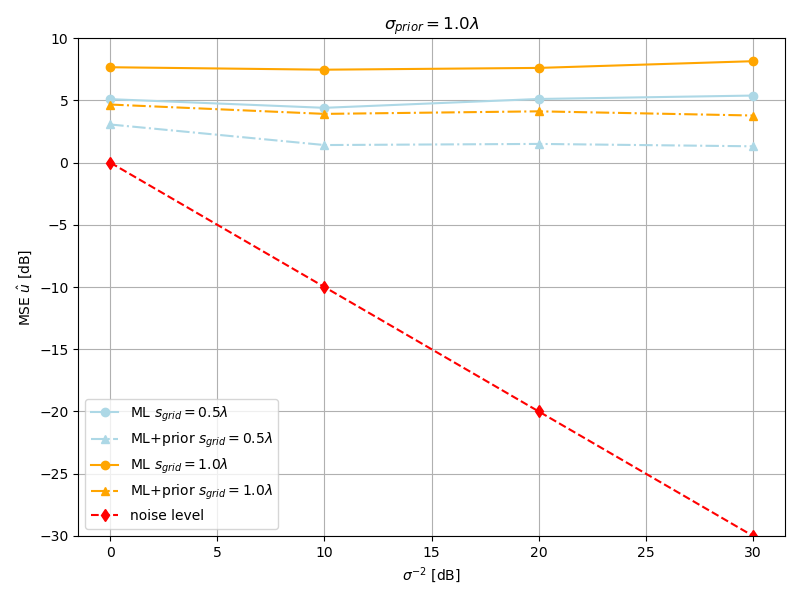 σ_prior = 1.0λ
10
5
0
−5
−10
−15
−20
−25
−30
MSE û [dB]
ML s_grid = 0.5λ
ML+prior s_grid = 0.5λ
ML s_grid = 1.0λ
ML+prior s_grid = 1.0λ
noise level
0 5 10 15 20 25 30
σ⁻² [dB]